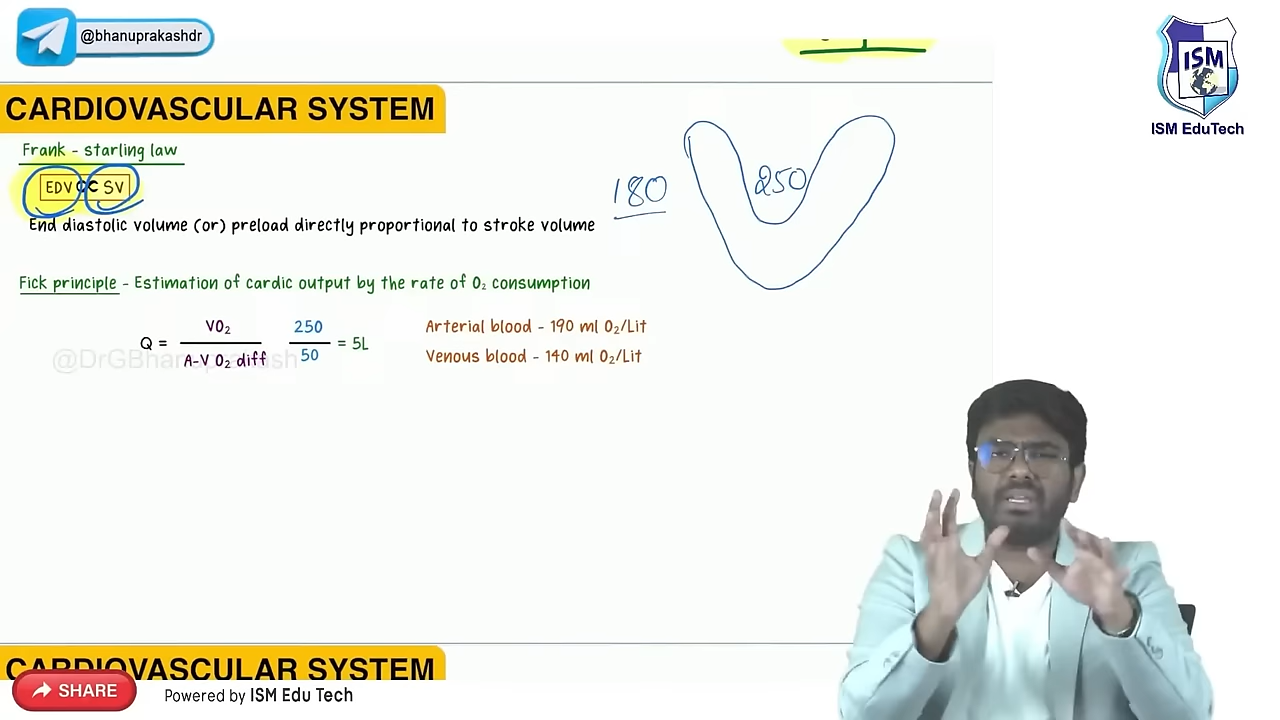 @bhanuprakashdr
ISM
ISM EduTech
CARDIOVASCULAR SYSTEM
Frank - starling law
EDV ∝ SV
180
250
End diastolic volume (or) preload directly proportional to stroke volume
Fick principle - Estimation of cardic output by the rate of O₂ consumption
Q = VO₂ / A-V O₂ diff 250 / 50 = 5L
Arterial blood - 190 ml O₂/Lit
Venous blood - 140 ml O₂/Lit
@DrGBhanuprakash
CARDIOVASCULAR SYSTEM
SHARE
Powered by ISM Edu Tech